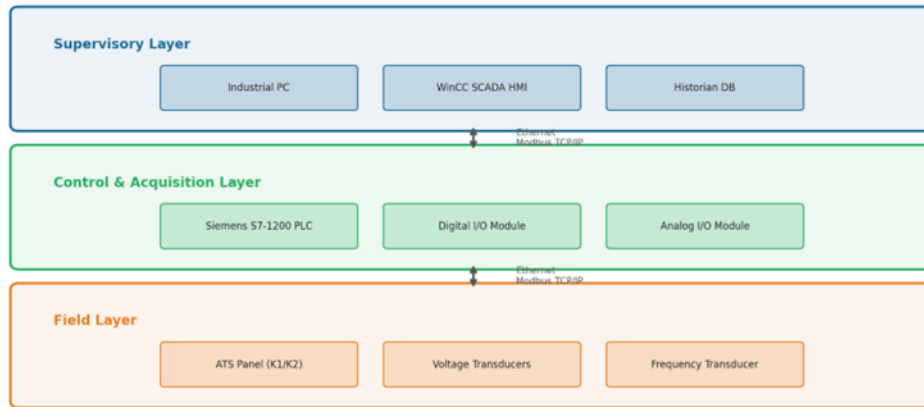 Supervisory Layer
Industrial PC
WinCC SCADA HMI
Historian DB
Ethernet
Modbus TCP/IP
Control & Acquisition Layer
Siemens S7-1200 PLC
Digital I/O Module
Analog I/O Module
Ethernet
Modbus TCP/IP
Field Layer
ATS Panel (K1/K2)
Voltage Transducers
Frequency Transducer